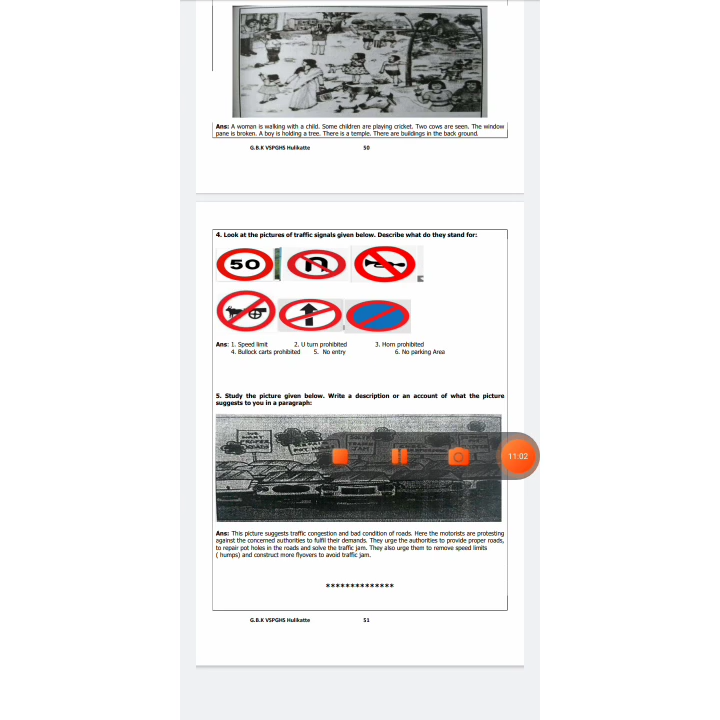 Ans: A woman is walking with a child. Some children are playing cricket. Two cows are seen. The window
pane is broken. A boy is holding a tree. There is a temple. There are buildings in the back ground.
G.B.K VSPGHS Hulikatte 50
4. Look at the pictures of traffic signals given below. Describe what do they stand for:
50
Ans: 1. Speed limit 2. U turn prohibited 3. Horn prohibited
4. Bullock carts prohibited 5. No entry 6. No parking Area
5. Study the picture given below. Write a description or an account of what the picture
suggests to you in a paragraph:
WE
WANT
PROPER
ROADS
11:02
Ans: This picture suggests traffic congestion and bad condition of roads. Here the motorists are protesting
against the concerned authorities to fulfil their demands. They urge the authorities to provide proper roads,
to repair pot holes in the roads and solve the traffic jam. They also urge them to remove speed limits
( humps) and construct more flyovers to avoid traffic jam.
**************
G.B.K VSPGHS Hulikatte 51